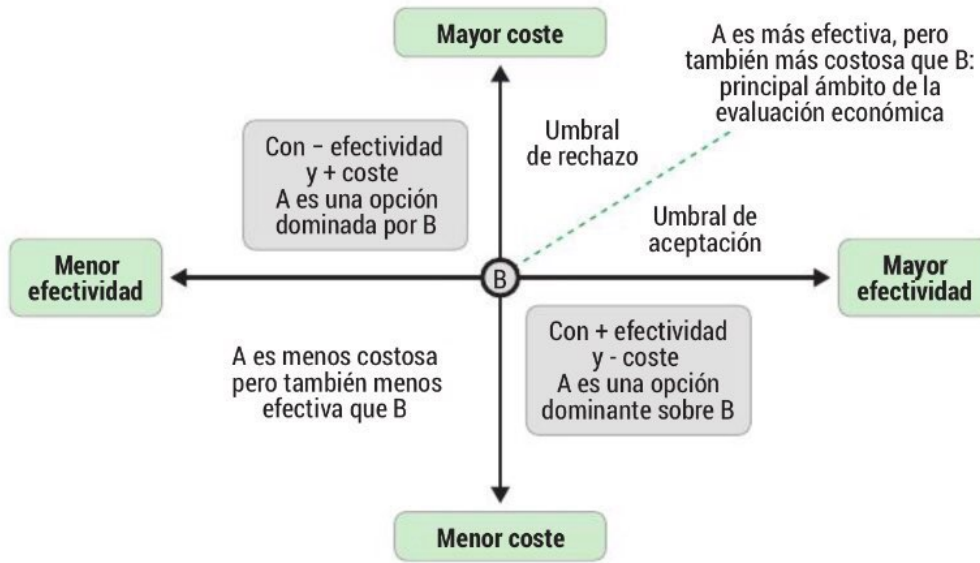 Mayor coste
A es más efectiva, pero
también más costosa que B:
principal ámbito de la
evaluación económica
Umbral
de rechazo
Con – efectividad
y + coste
A es una opción
dominada por B
Umbral de
aceptación
Menor
efectividad
B
Mayor
efectividad
A es menos costosa
pero también menos
efectiva que B
Con + efectividad
y - coste
A es una opción
dominante sobre B
Menor coste